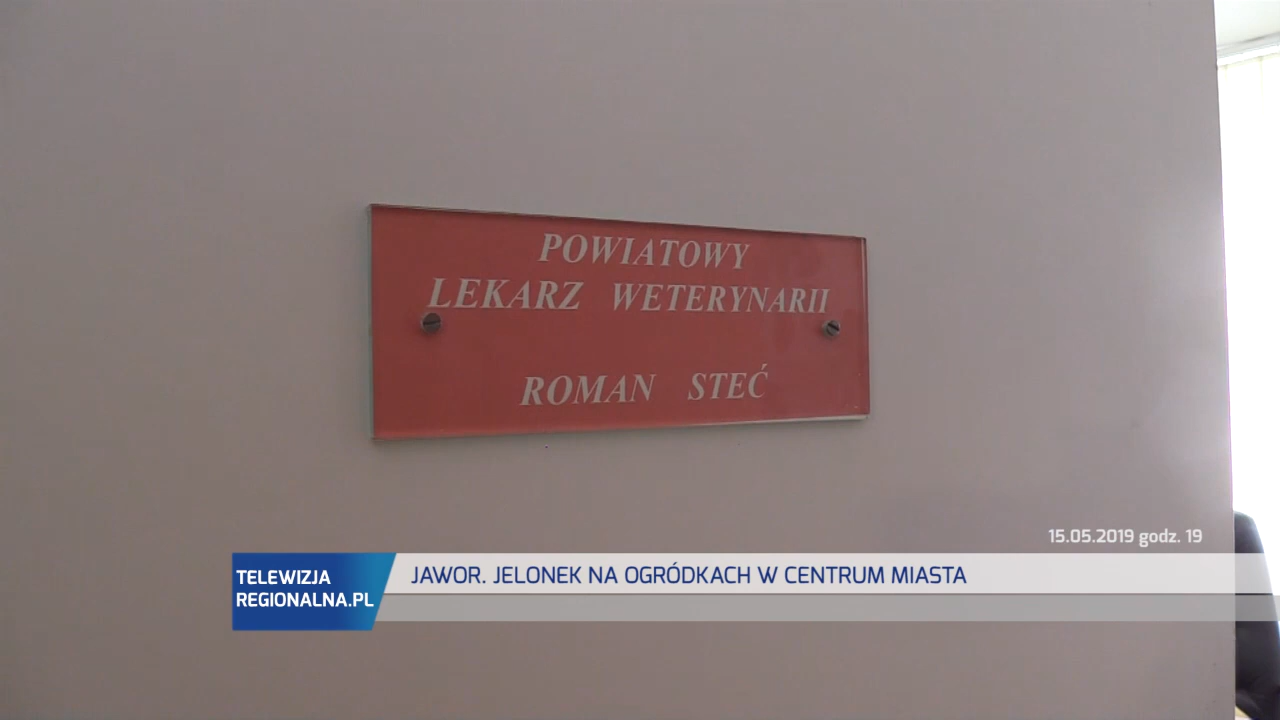 POWIATOWY
LEKARZ WETERYNARII
ROMAN STEĆ
15.05.2019 godz. 19
TELEWIZJA
REGIONALNA.PL
JAWOR. JELONEK NA OGRÓDKACH W CENTRUM MIASTA